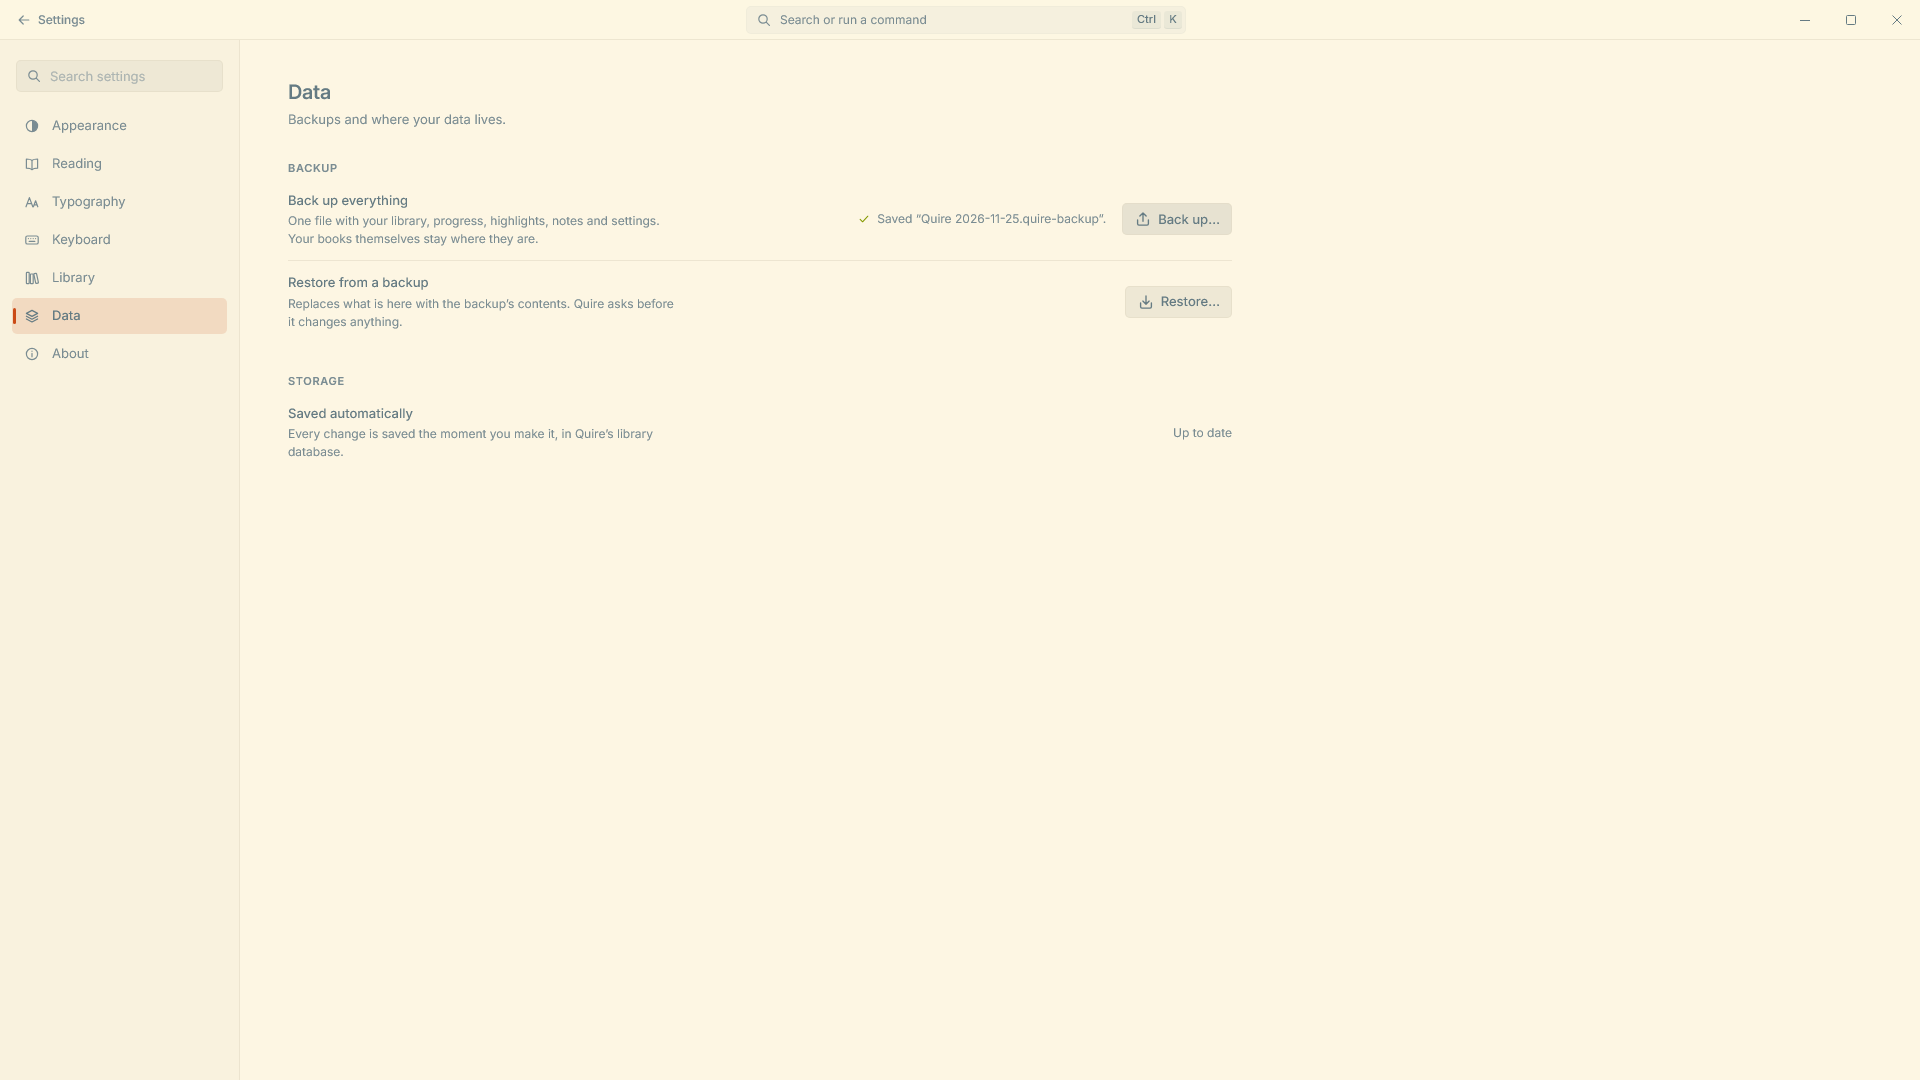 Settings
Search or run a command
Ctrl K
Search settings
Appearance
Reading
Typography
Keyboard
Library
Data
About
Data
Backups and where your data lives.
BACKUP
Back up everything
One file with your library, progress, highlights, notes and settings.
Your books themselves stay where they are.
Saved “Quire 2026-11-25.quire-backup”.
Back up...
Restore from a backup
Replaces what is here with the backup’s contents. Quire asks before
it changes anything.
Restore...
STORAGE
Saved automatically
Every change is saved the moment you make it, in Quire’s library
database.
Up to date